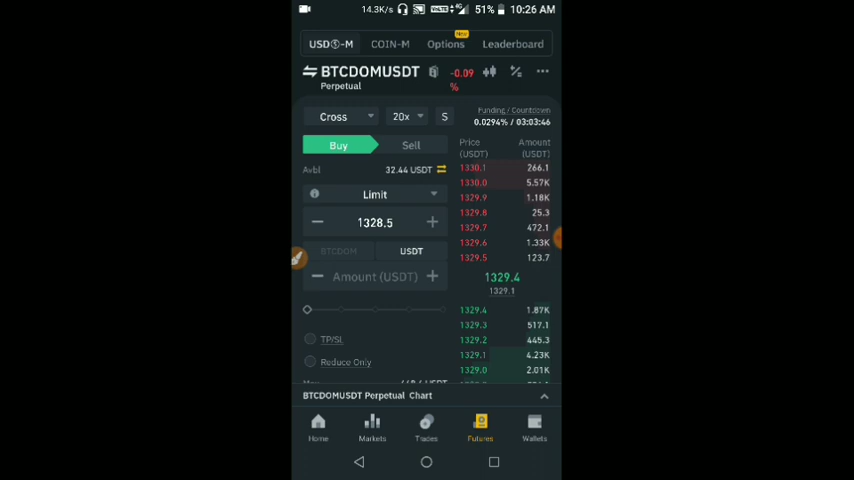 14.3K/s VoLTE 4G 51% 10:26 AM
New
USDⓈ-M COIN-M Options Leaderboard
BTCDOMUSDT -0.09
%
Perpetual
Cross 20x S
Funding / Countdown
0.0294% / 03:03:46
Buy Sell
Price Amount
(USDT) (USDT)
Avbl 32.44 USDT
1330.1 266.1
1330.0 5.57K
Limit
1329.9 1.18K
1329.8 25.3
1328.5
1329.7 472.1
1329.6 1.33K
BTCDOM USDT
1329.5 123.7
Amount (USDT)
1329.4
1329.1
1329.4 1.87K
1329.3 517.1
TP/SL
1329.2 445.3
1329.1 4.23K
Reduce Only
1329.0 2.01K
BTCDOMUSDT Perpetual Chart
Home Markets Trades Futures Wallets